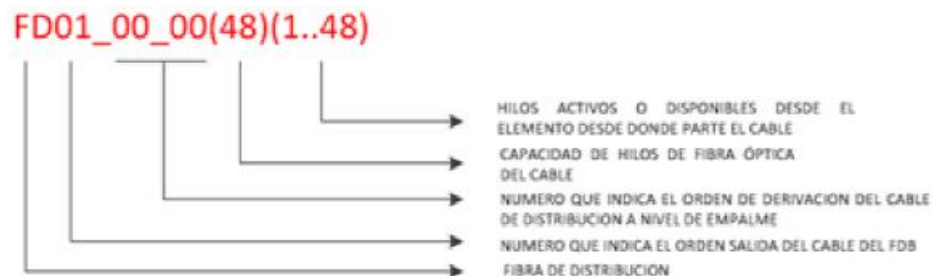 FD01_00_00(48)(1..48)
HILOS ACTIVOS O DISPONIBLES DESDE EL
ELEMENTO DESDE DONDE PARTE EL CABLE
CAPACIDAD DE HILOS DE FIBRA ÓPTICA
DEL CABLE
NUMERO QUE INDICA EL ORDEN DE DERIVACION DEL CABLE
DE DISTRIBUCION A NIVEL DE EMPALME
NUMERO QUE INDICA EL ORDEN SALIDA DEL CABLE DEL FDB
FIBRA DE DISTRIBUCION